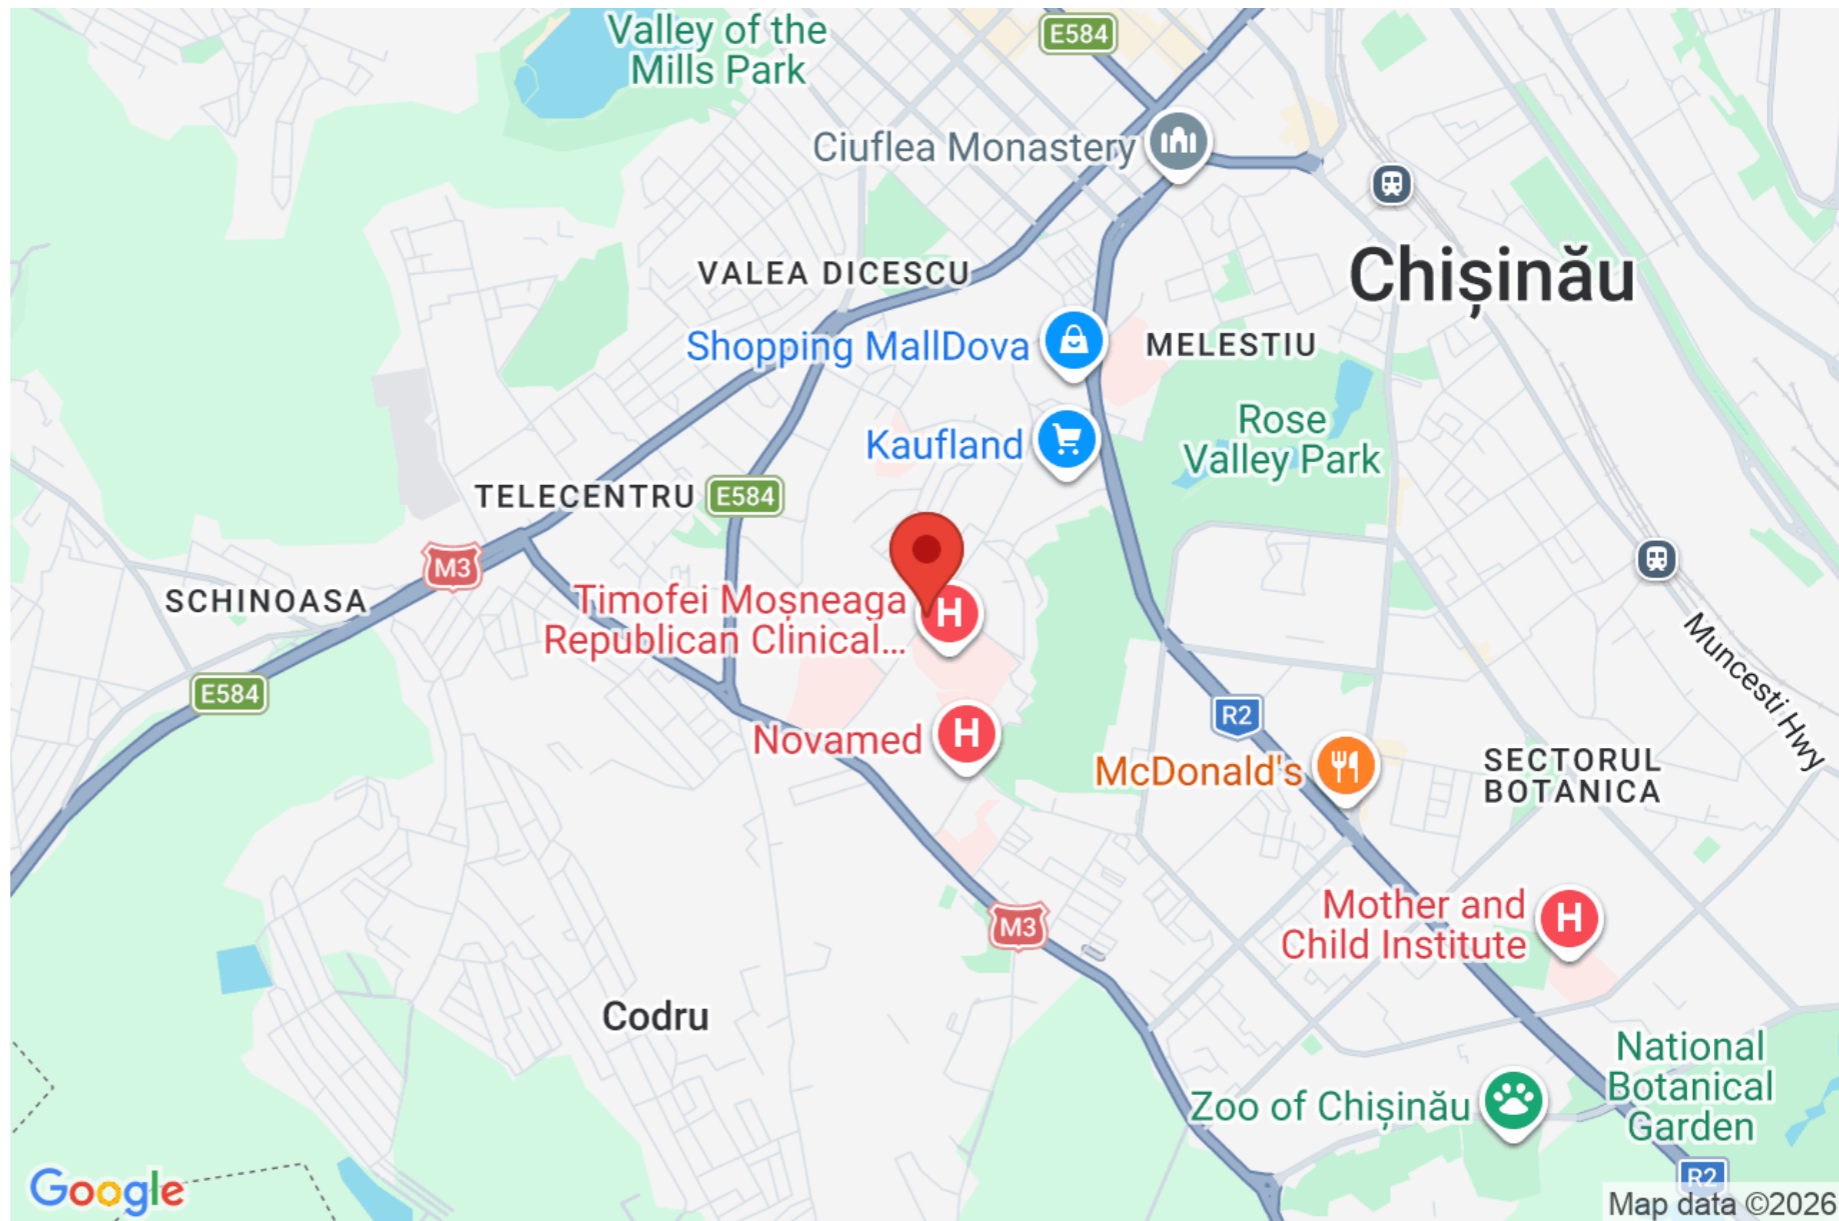 Valley of the
Mills Park
E584
Ciuflea Monastery
Chișinău
VALEA DICESCU
Shopping MallDova
MELESTIU
Rose
Valley Park
Kaufland
TELECENTRU
E584
M3
SCHINOASA
Timofei Moșneaga
Republican Clinical...
H
E584
Muncesti Hwy
R2
Novamed
H
McDonald's
SECTORUL
BOTANICA
Mother and
Child Institute
H
M3
Codru
National
Botanical
Garden
Zoo of Chișinău
R2
Google
Map data ©2026